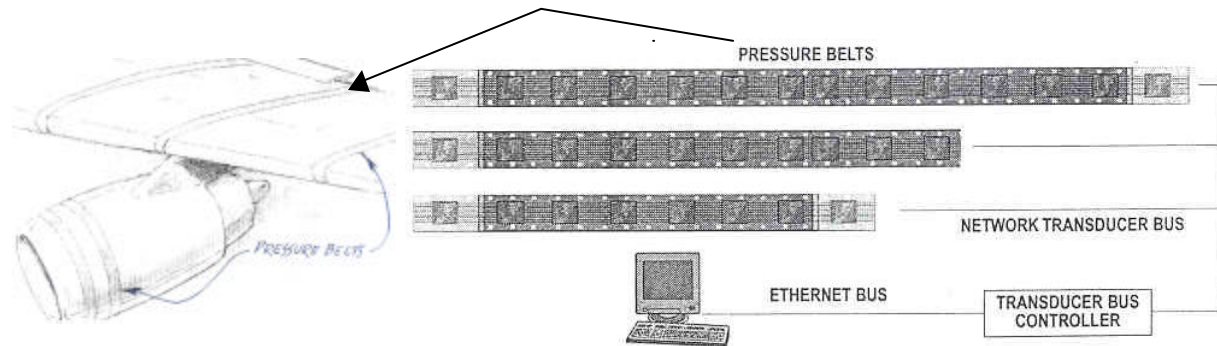 PRESSURE BELTS
PRESSURE BELTS
NETWORK TRANSDUCER BUS
ETHERNET BUS
TRANSDUCER BUS
CONTROLLER